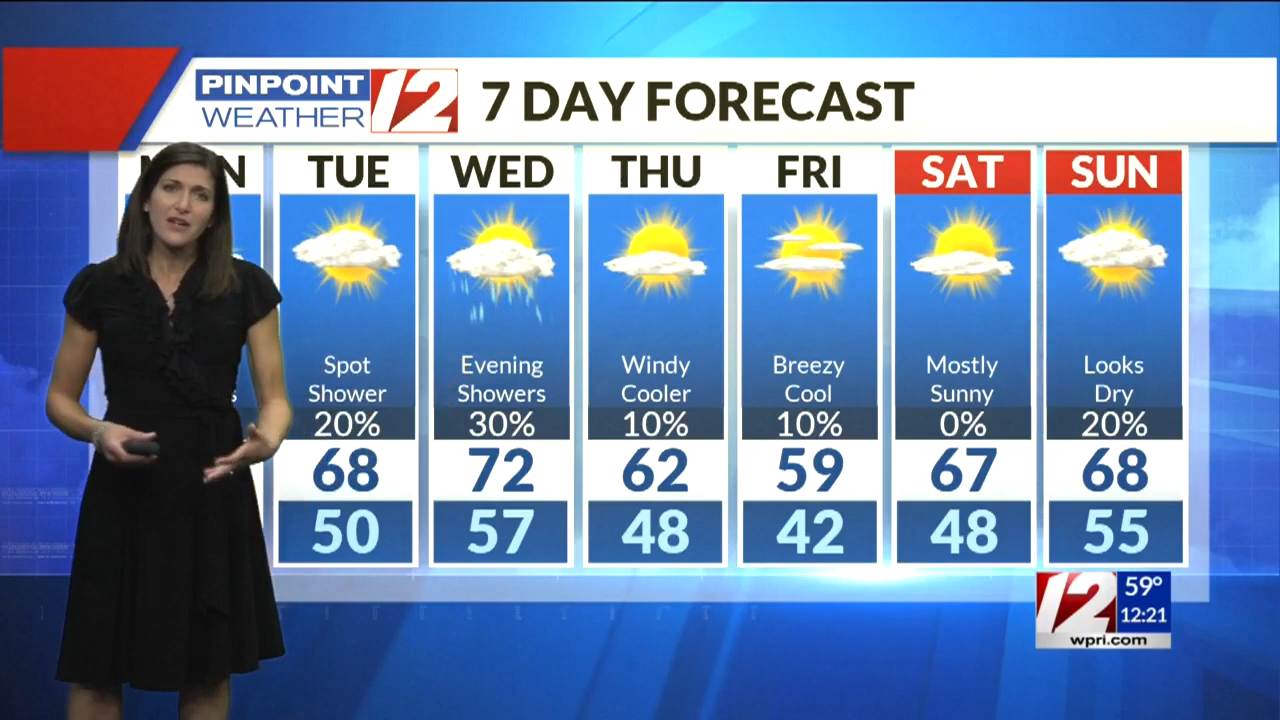 PINPOINT
WEATHER 12
7 DAY FORECAST
TUE WED THU FRI SAT SUN
Spot Evening Windy Breezy Mostly Looks
Shower Showers Cooler Cool Sunny Dry
20% 30% 10% 10% 0% 20%
68 72 62 59 67 68
50 57 48 42 48 55
12 59°
12:21
wpri.com